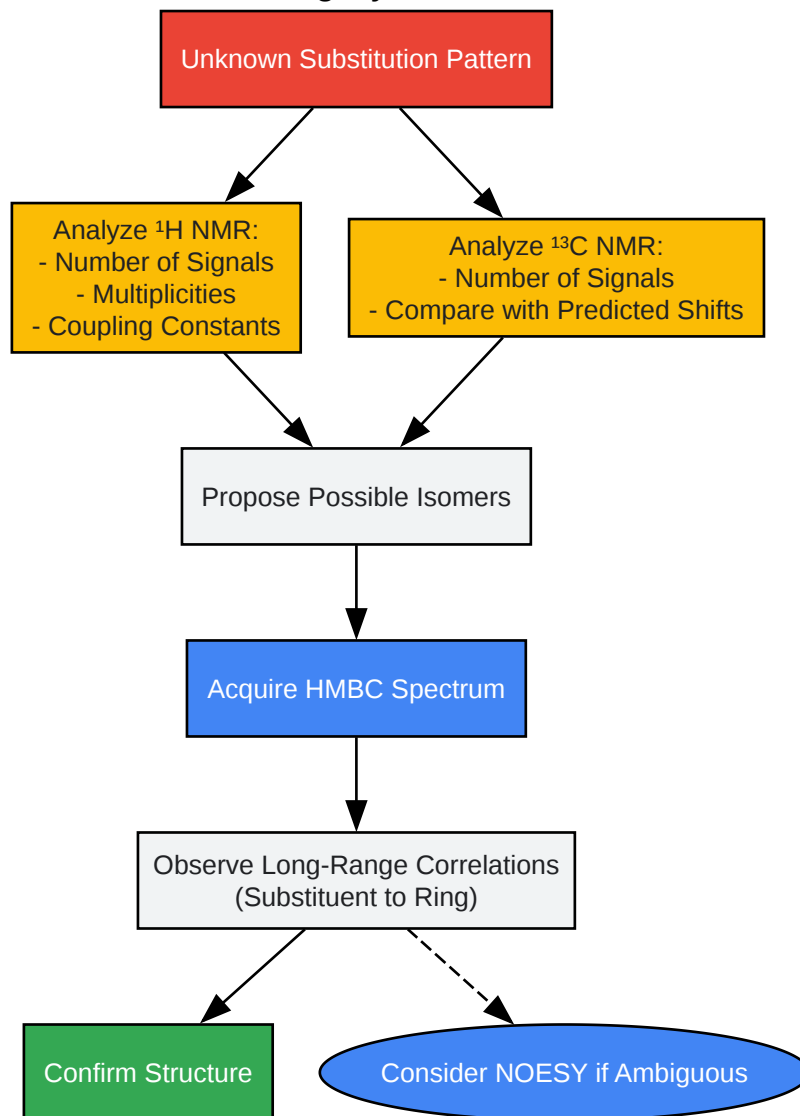 Unknown Substitution Pattern
Analyze ¹H NMR:
- Number of Signals
- Multiplicities
- Coupling Constants
Analyze ¹³C NMR:
- Number of Signals
- Compare with Predicted Shifts
Propose Possible Isomers
Acquire HMBC Spectrum
Observe Long-Range Correlations
(Substituent to Ring)
Confirm Structure
Consider NOESY if Ambiguous